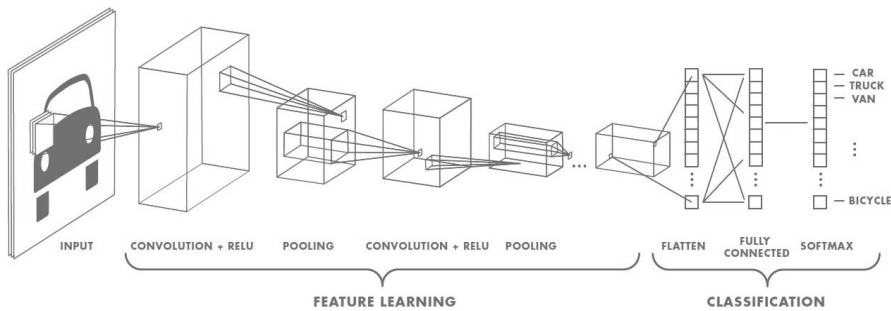 CAR
TRUCK
VAN
BICYCLE
INPUT
CONVOLUTION + RELU
POOLING
CONVOLUTION + RELU
POOLING
FLATTEN
FULLY
CONNECTED
SOFTMAX
FEATURE LEARNING
CLASSIFICATION